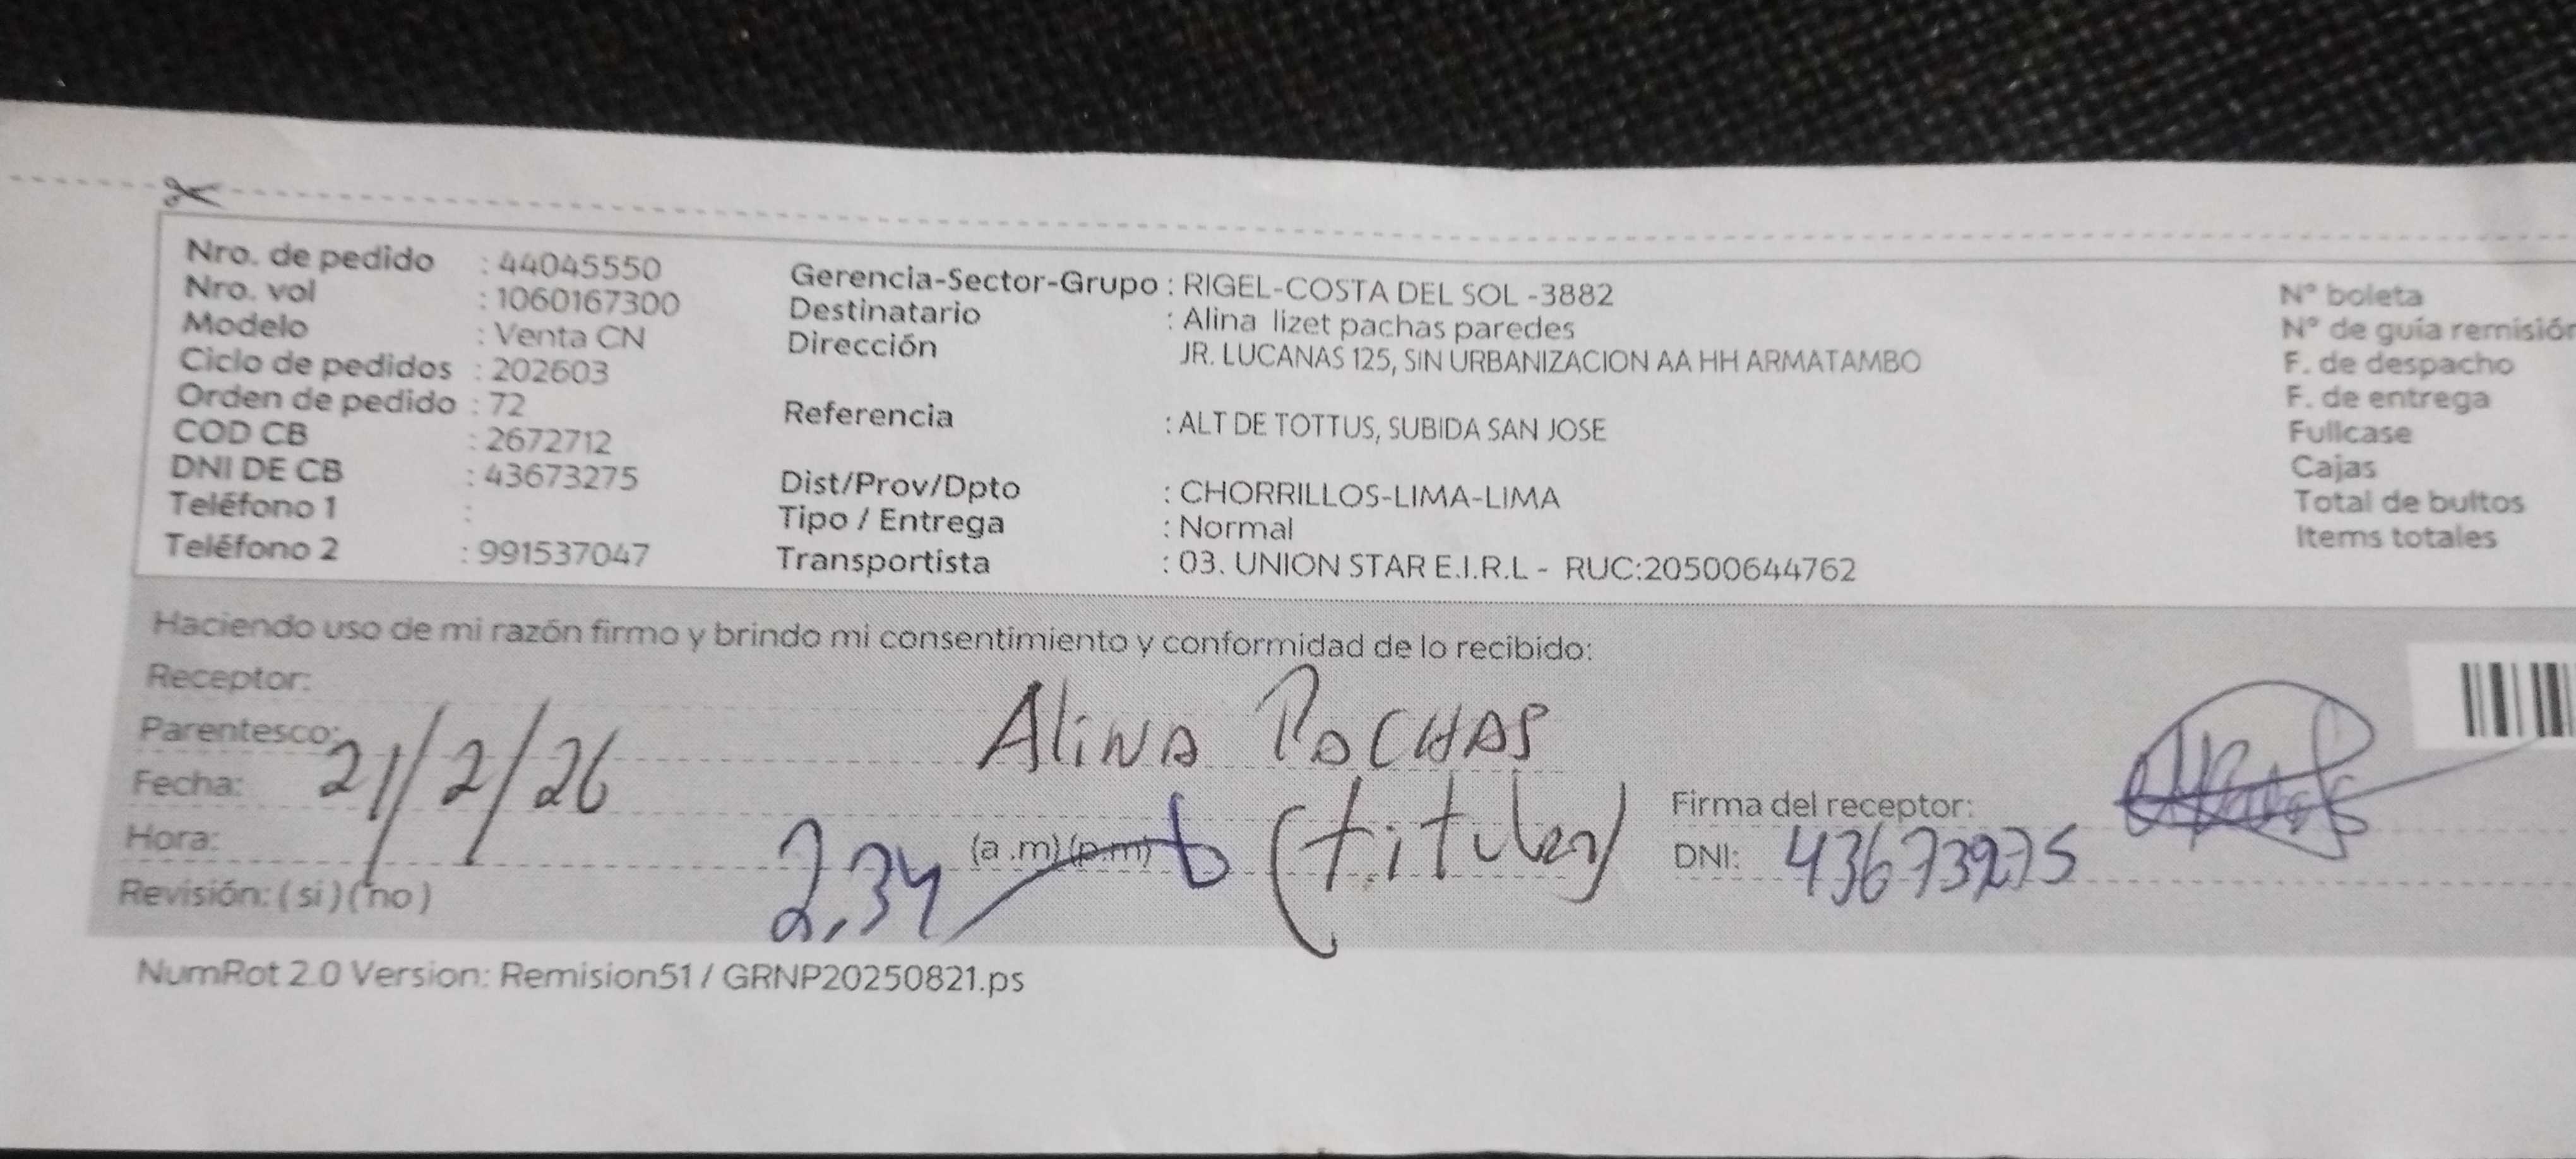 Nro. de pedido : 44045550
Nro. vol : 1060167300
Modelo : Venta CN
Ciclo de pedidos : 202603
Orden de pedido : 72
COD CB : 2672712
DNI DE CB : 43673275
Teléfono 1 :
Teléfono 2 : 991537047
Gerencia-Sector-Grupo : RIGEL-COSTA DEL SOL -3882
Destinatario : Alina lizet pachas paredes
Dirección JR. LUCANAS 125, SIN URBANIZACION AA HH ARMATAMBO
Referencia : ALT DE TOTTUS, SUBIDA SAN JOSE
Dist/Prov/Dpto : CHORRILLOS-LIMA-LIMA
Tipo / Entrega : Normal
Transportista : 03. UNION STAR E.I.R.L - RUC:20500644762
N° boleta
N° de guía remisión
F. de despacho
F. de entrega
Fullcase
Cajas
Total de bultos
Items totales
Haciendo uso de mi razón firmo y brindo mi consentimiento y conformidad de lo recibido:
Receptor: Alina Pachas
Parentesco: (titular)
Fecha: 21/2/26
Hora: 2.34 (a .m) (p.m)
Revisión: ( si ) ( no )
Firma del receptor:
DNI: 43673275
NumRot 2.0 Version: Remision51 / GRNP20250821.ps